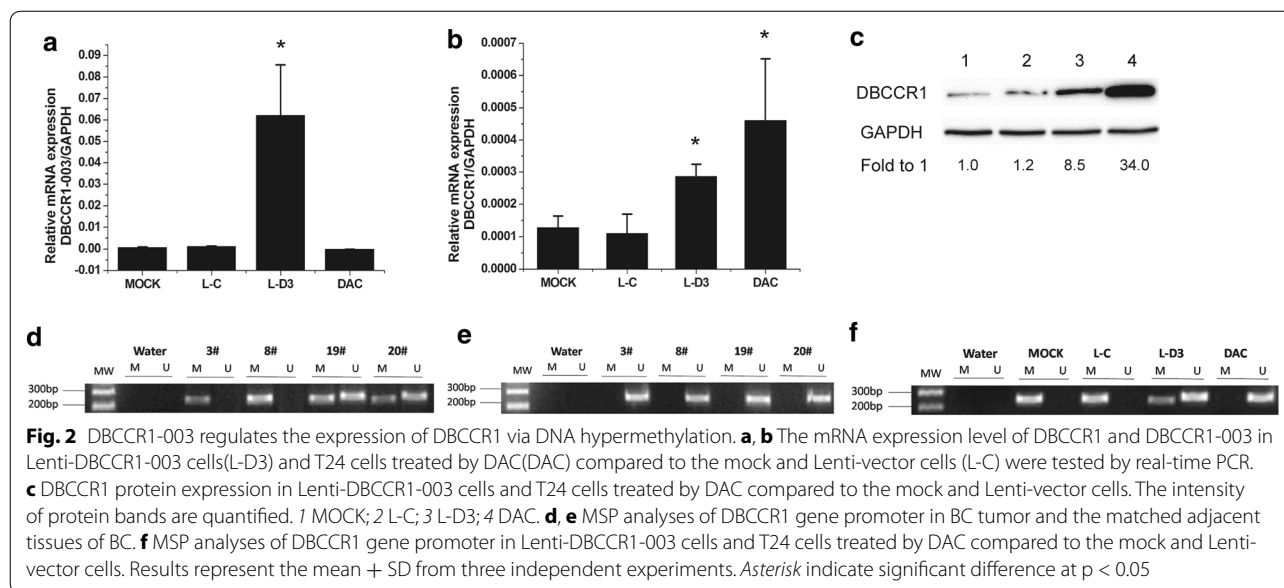 a
Relative mRNA expression
DBCCR1-003/GAPDH
0.09
0.08
0.07
0.06
0.05
0.04
0.03
0.02
0.01
0.00
-0.01
*
MOCK L-C L-D3 DAC
b
Relative mRNA expression
DBCCR1/GAPDH
0.0007
0.0006
0.0005
0.0004
0.0003
0.0002
0.0001
0.0000
*
*
MOCK L-C L-D3 DAC
c
1 2 3 4
DBCCR1
GAPDH
Fold to 1 1.0 1.2 8.5 34.0
d
Water 3# 8# 19# 20#
MW M U M U M U M U M U
300bp
200bp
e
Water 3# 8# 19# 20#
MW M U M U M U M U M U
300bp
200bp
f
Water MOCK L-C L-D3 DAC
MW M U M U M U M U M U
300bp
200bp
Fig. 2 DBCCR1-003 regulates the expression of DBCCR1 via DNA hypermethylation. a, b The mRNA expression level of DBCCR1 and DBCCR1-003 in
Lenti-DBCCR1-003 cells(L-D3) and T24 cells treated by DAC(DAC) compared to the mock and Lenti-vector cells (L-C) were tested by real-time PCR.
c DBCCR1 protein expression in Lenti-DBCCR1-003 cells and T24 cells treated by DAC compared to the mock and Lenti-vector cells. The intensity
of protein bands are quantified. 1 MOCK; 2 L-C; 3 L-D3; 4 DAC. d, e MSP analyses of DBCCR1 gene promoter in BC tumor and the matched adjacent
tissues of BC. f MSP analyses of DBCCR1 gene promoter in Lenti-DBCCR1-003 cells and T24 cells treated by DAC compared to the mock and Lenti-
vector cells. Results represent the mean + SD from three independent experiments. Asterisk indicate significant difference at p < 0.05